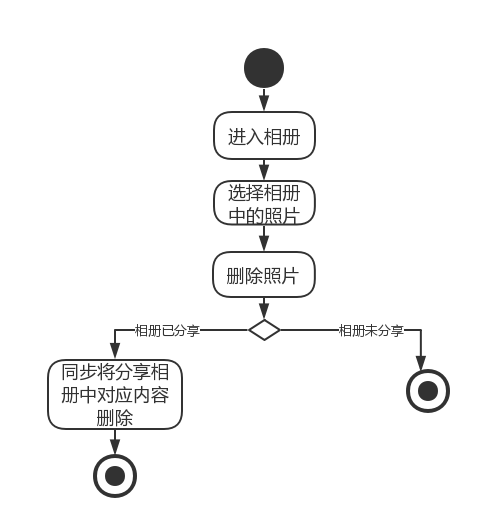 进入相册
选择相册
中的照片
删除照片
相册已分享
相册未分享
同步将分享相
册中对应内容
删除